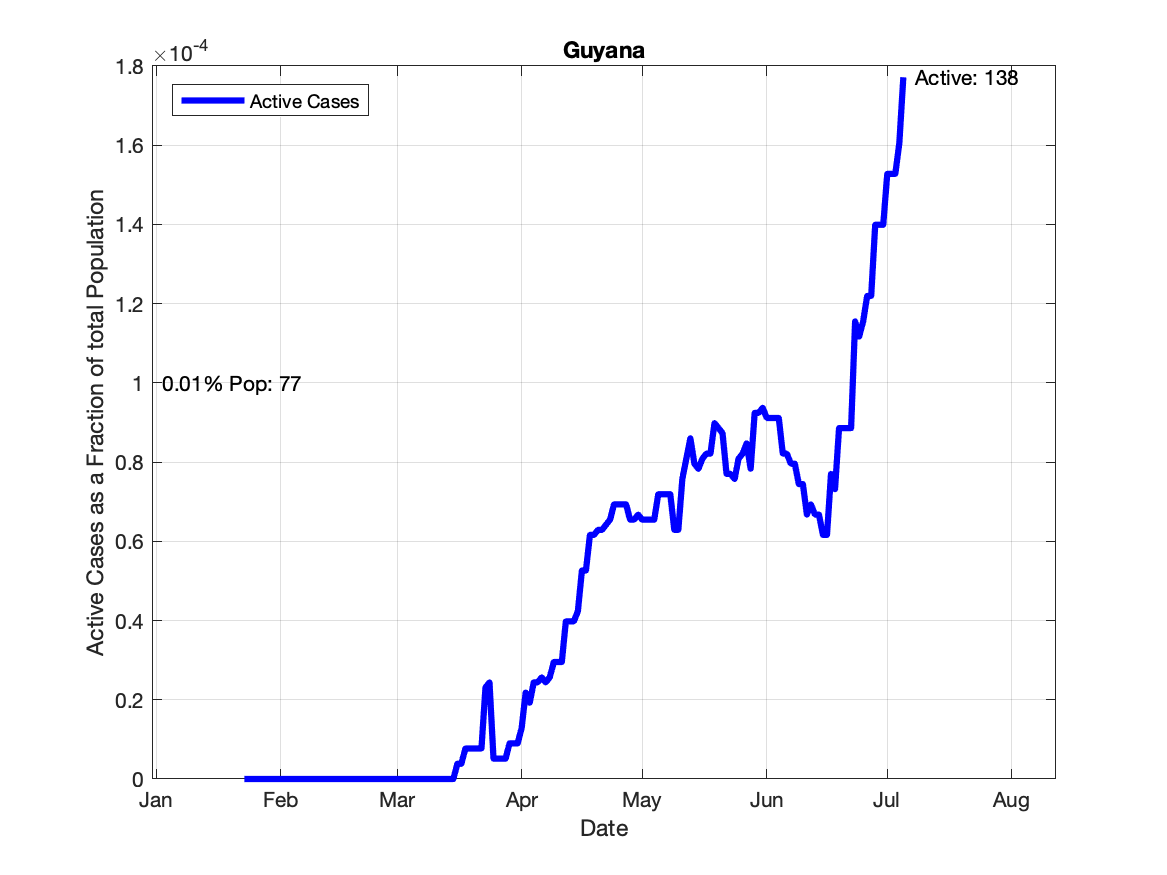 Guyana
×10-4
1.8
1.6
1.4
1.2
1
0.8
0.6
0.4
0.2
0
Active Cases as a Fraction of total Population
Active Cases
Active: 138
0.01% Pop: 77
Jan Feb Mar Apr May Jun Jul Aug
Date